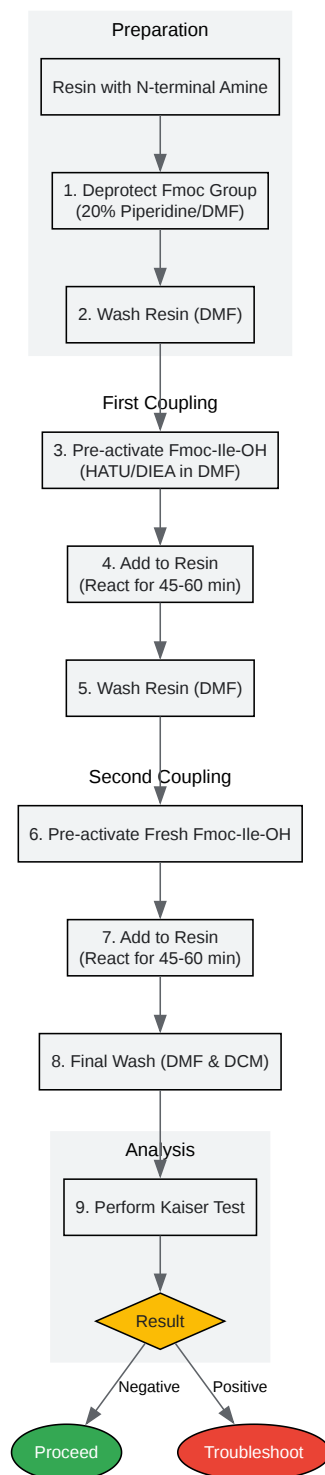 Preparation
Resin with N-terminal Amine
1. Deprotect Fmoc Group
(20% Piperidine/DMF)
2. Wash Resin (DMF)
First Coupling
3. Pre-activate Fmoc-Ile-OH
(HATU/DIEA in DMF)
4. Add to Resin
(React for 45-60 min)
5. Wash Resin (DMF)
Second Coupling
6. Pre-activate Fresh Fmoc-Ile-OH
7. Add to Resin
(React for 45-60 min)
8. Final Wash (DMF & DCM)
Analysis
9. Perform Kaiser Test
Result
Negative
Positive
Proceed
Troubleshoot